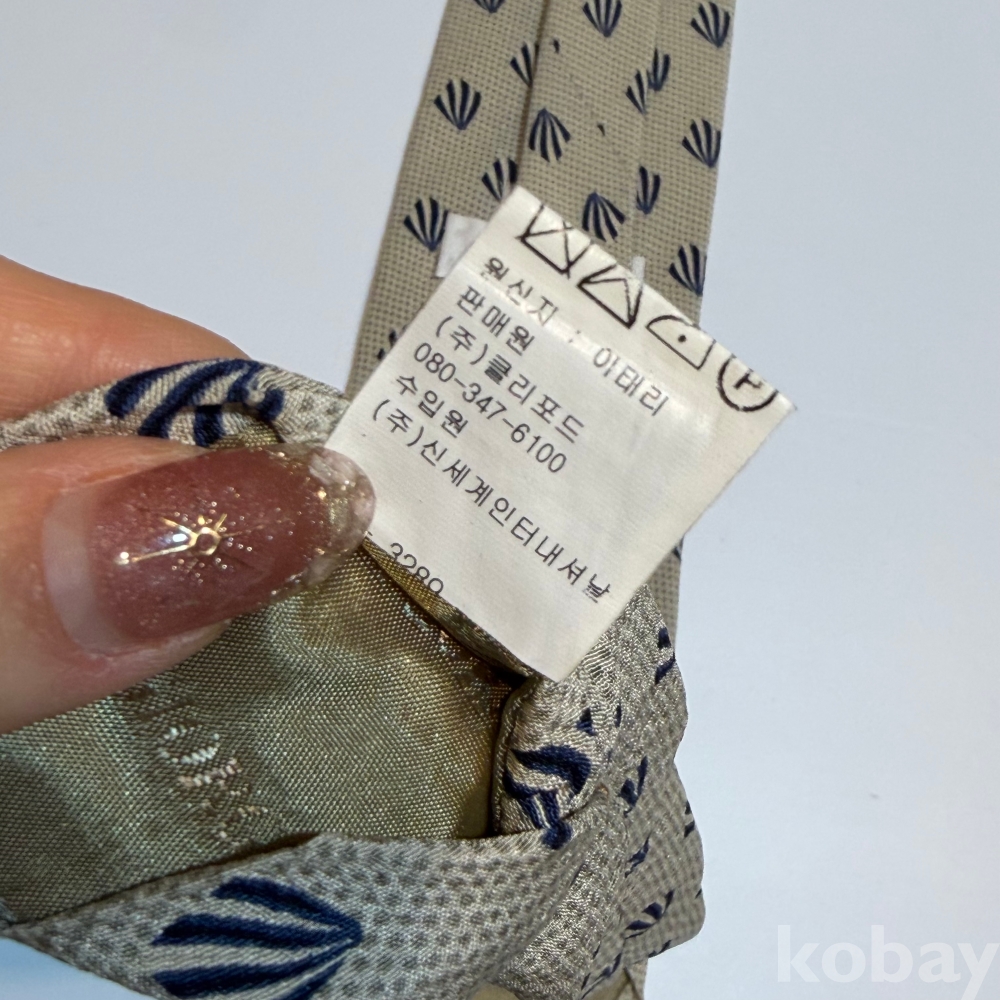 P
원산지 : 이태리
판매원
(주)클리포드
080-347-6100
수입원
(주)신세계인터내셔날
3289
kobay